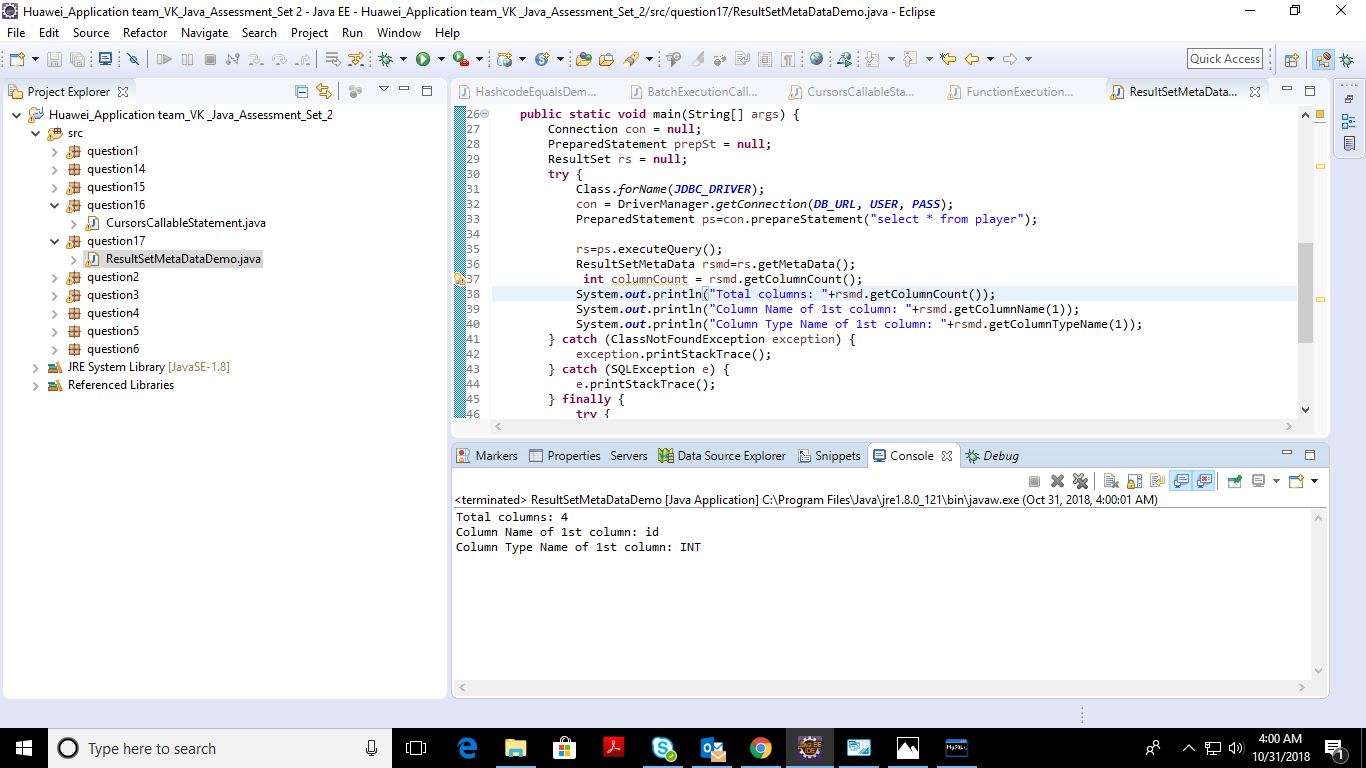 Huawei_Application team_VK_Java_Assessment_Set 2 - Java EE - Huawei_Application team_VK _Java_Assessment_Set_2/src/question17/ResultSetMetaDataDemo.java - Eclipse
File Edit Source Refactor Navigate Search Project Run Window Help
Quick Access
Project Explorer
Huawei_Application team_VK _Java_Assessment_Set_2
src
question1
question14
question15
question16
CursorsCallableStatement.java
question17
ResultSetMetaDataDemo.java
question2
question3
question4
question5
question6
JRE System Library [JavaSE-1.8]
Referenced Libraries
HashcodeEqualsDem... BatchExecutionCall... CursorsCallableSta... FunctionExecution... ResultSetMetaData...
26 public static void main(String[] args) {
27 Connection con = null;
28 PreparedStatement prepSt = null;
29 ResultSet rs = null;
30 try {
31 Class.forName(JDBC_DRIVER);
32 con = DriverManager.getConnection(DB_URL, USER, PASS);
33 PreparedStatement ps=con.prepareStatement("select * from player");
34
35 rs=ps.executeQuery();
36 ResultSetMetaData rsmd=rs.getMetaData();
37 int columnCount = rsmd.getColumnCount();
38 System.out.println("Total columns: "+rsmd.getColumnCount());
39 System.out.println("Column Name of 1st column: "+rsmd.getColumnName(1));
40 System.out.println("Column Type Name of 1st column: "+rsmd.getColumnTypeName(1));
41 } catch (ClassNotFoundException exception) {
42 exception.printStackTrace();
43 } catch (SQLException e) {
44 e.printStackTrace();
45 } finally {
46 try {
Markers Properties Servers Data Source Explorer Snippets Console Debug
<terminated> ResultSetMetaDataDemo [Java Application] C:\Program Files\Java\jre1.8.0_121\bin\javaw.exe (Oct 31, 2018, 4:00:01 AM)
Total columns: 4
Column Name of 1st column: id
Column Type Name of 1st column: INT
Type here to search
4:00 AM
10/31/2018
1